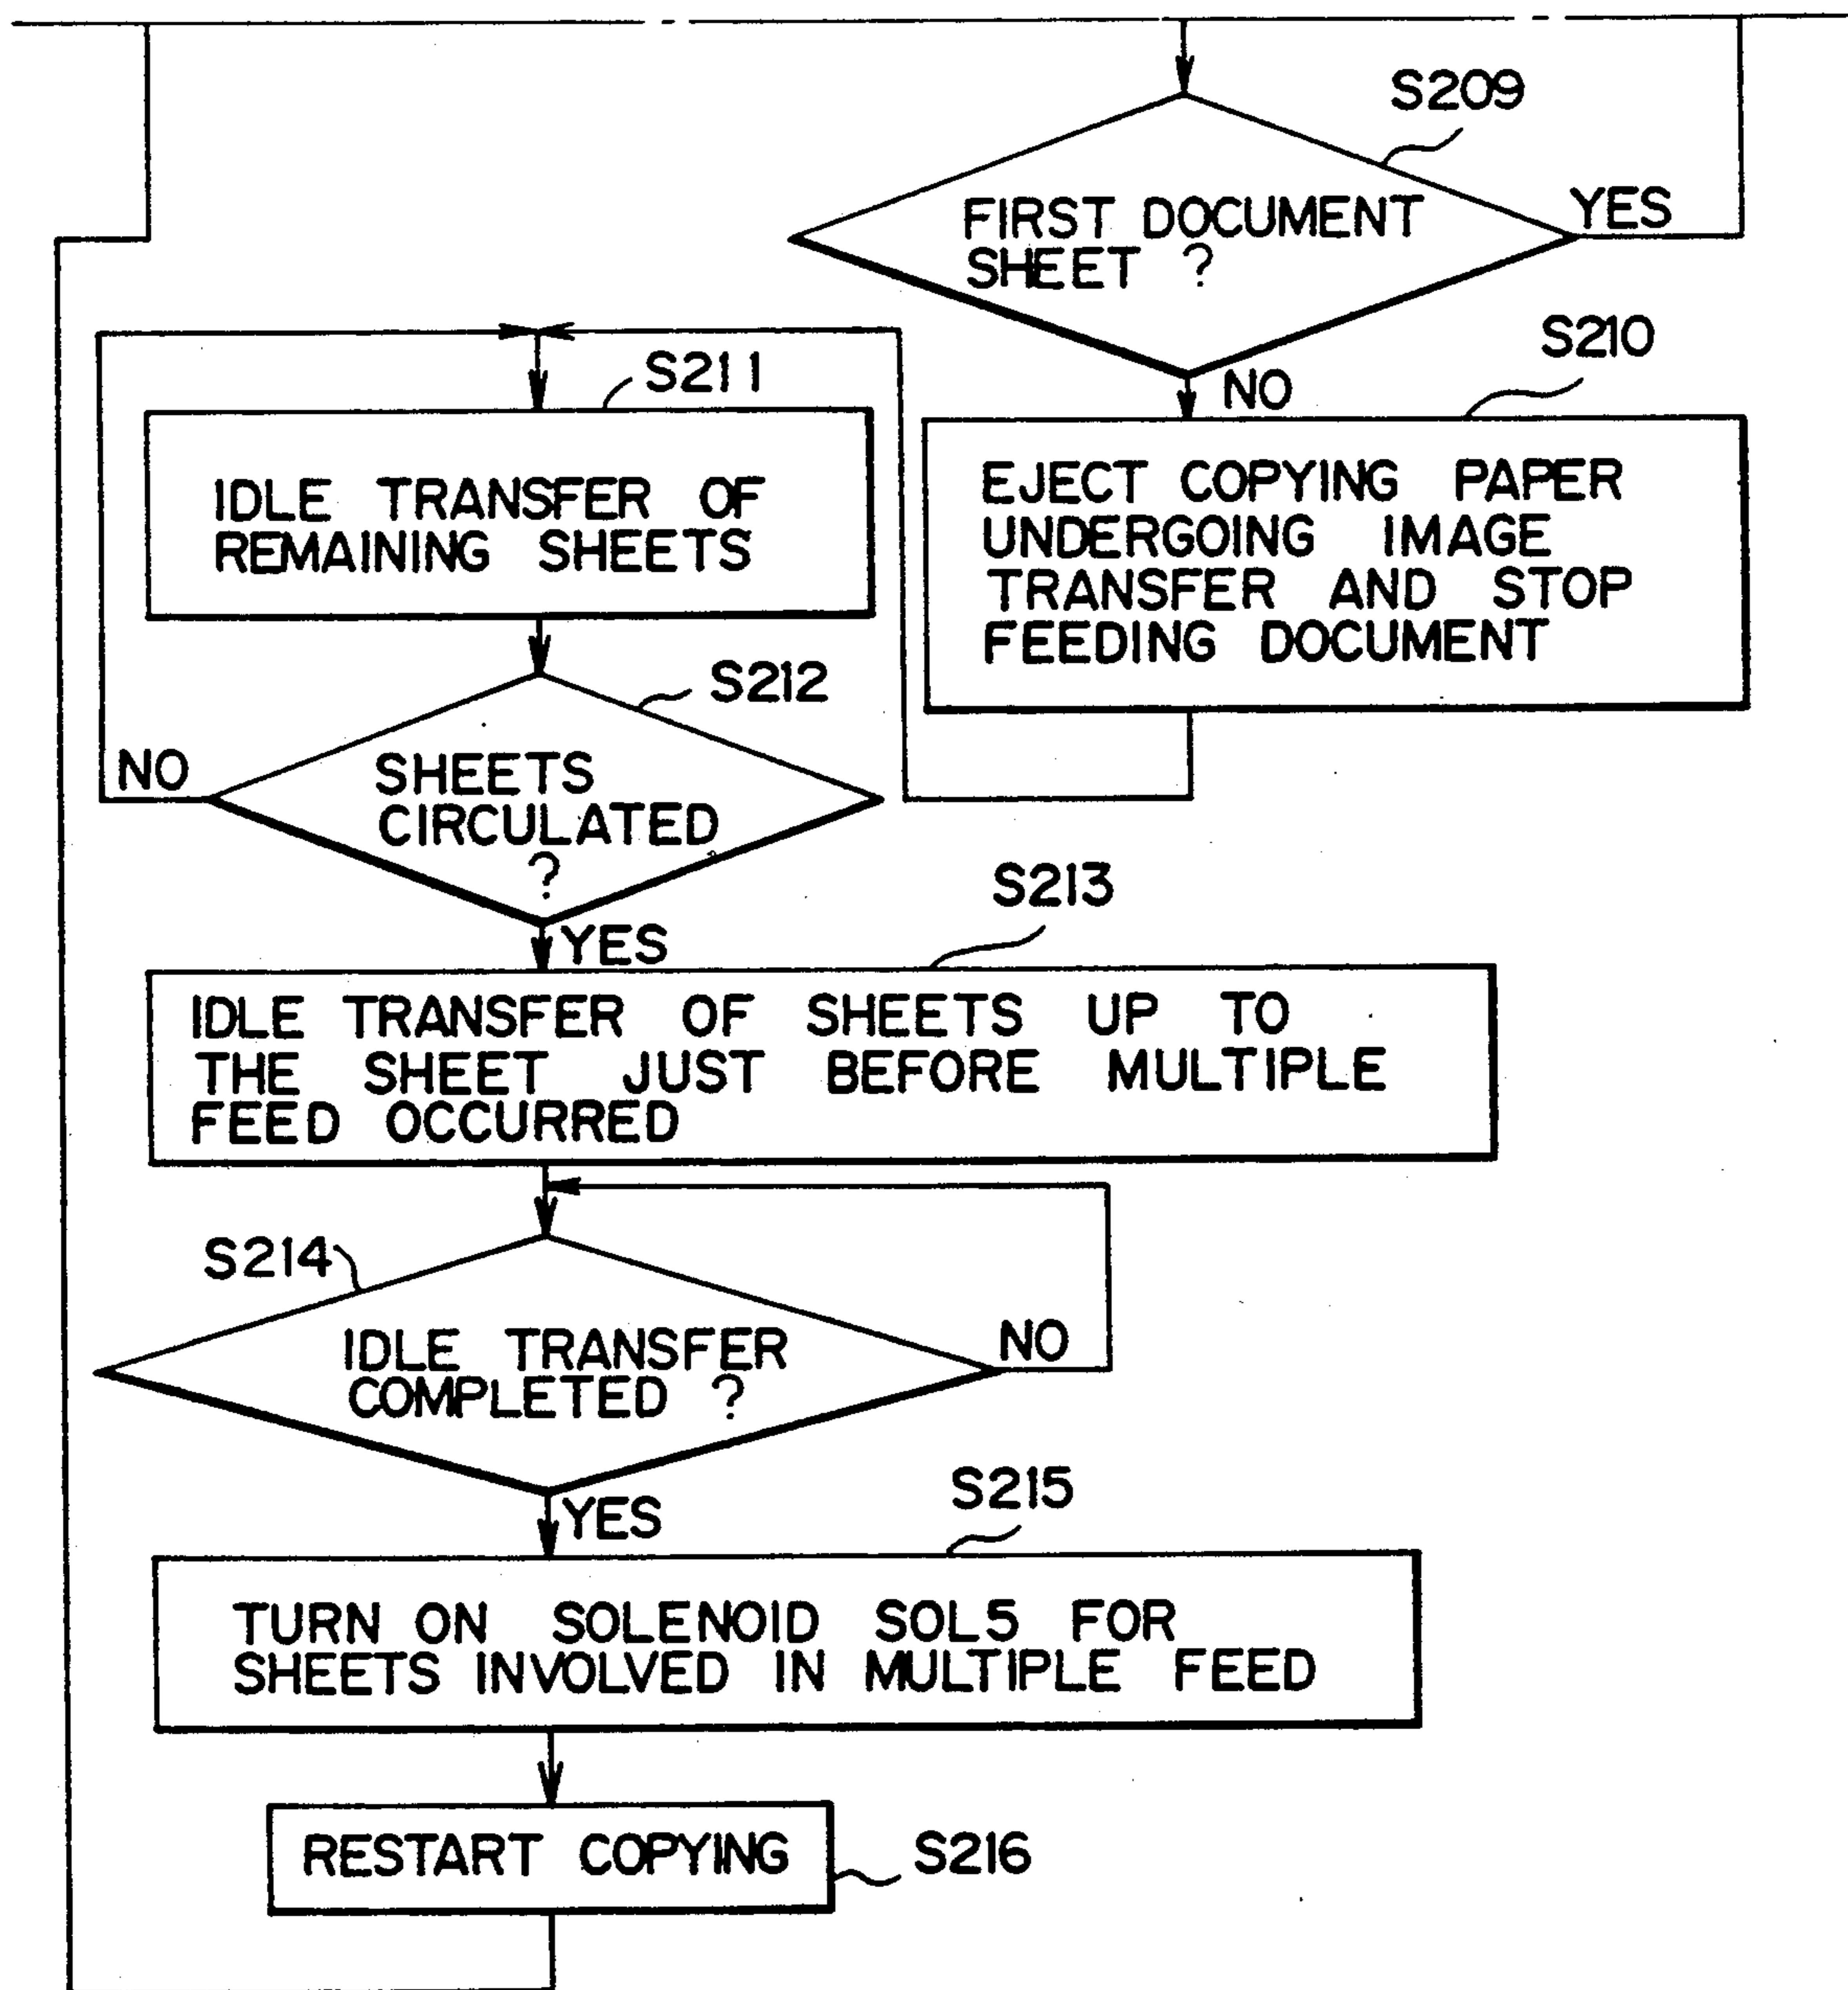 S209
FIRST DOCUMENT
SHEET ?
YES
NO
S210
EJECT COPYING PAPER
UNDERGOING IMAGE
TRANSFER AND STOP
FEEDING DOCUMENT
S211
IDLE TRANSFER OF
REMAINING SHEETS
S212
SHEETS
CIRCULATED
?
NO
YES
S213
IDLE TRANSFER OF SHEETS UP TO
THE SHEET JUST BEFORE MULTIPLE
FEED OCCURRED
S214
IDLE TRANSFER
COMPLETED ?
NO
YES
S215
TURN ON SOLENOID SOL5 FOR
SHEETS INVOLVED IN MULTIPLE FEED
RESTART COPYING
S216